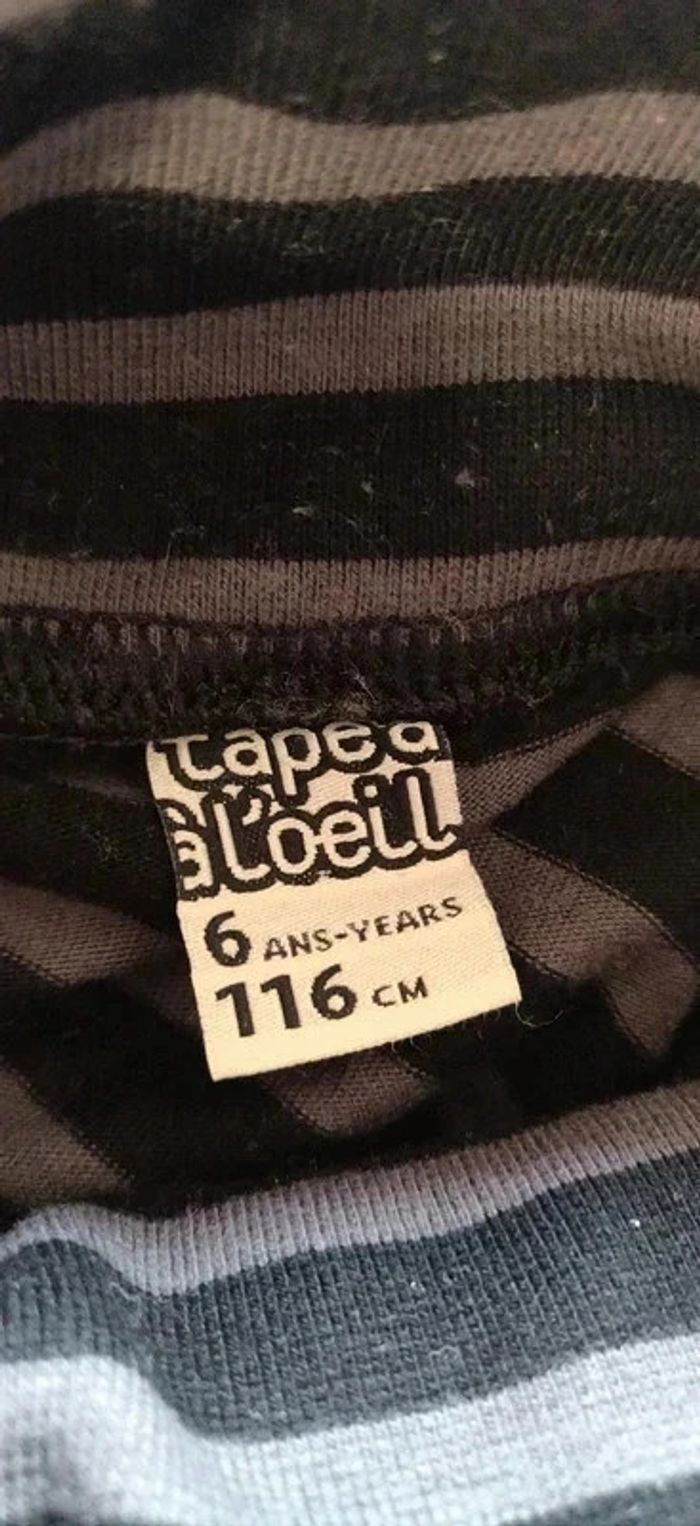 tape a
à l'oeil
6 ANS-YEARS
116 CM